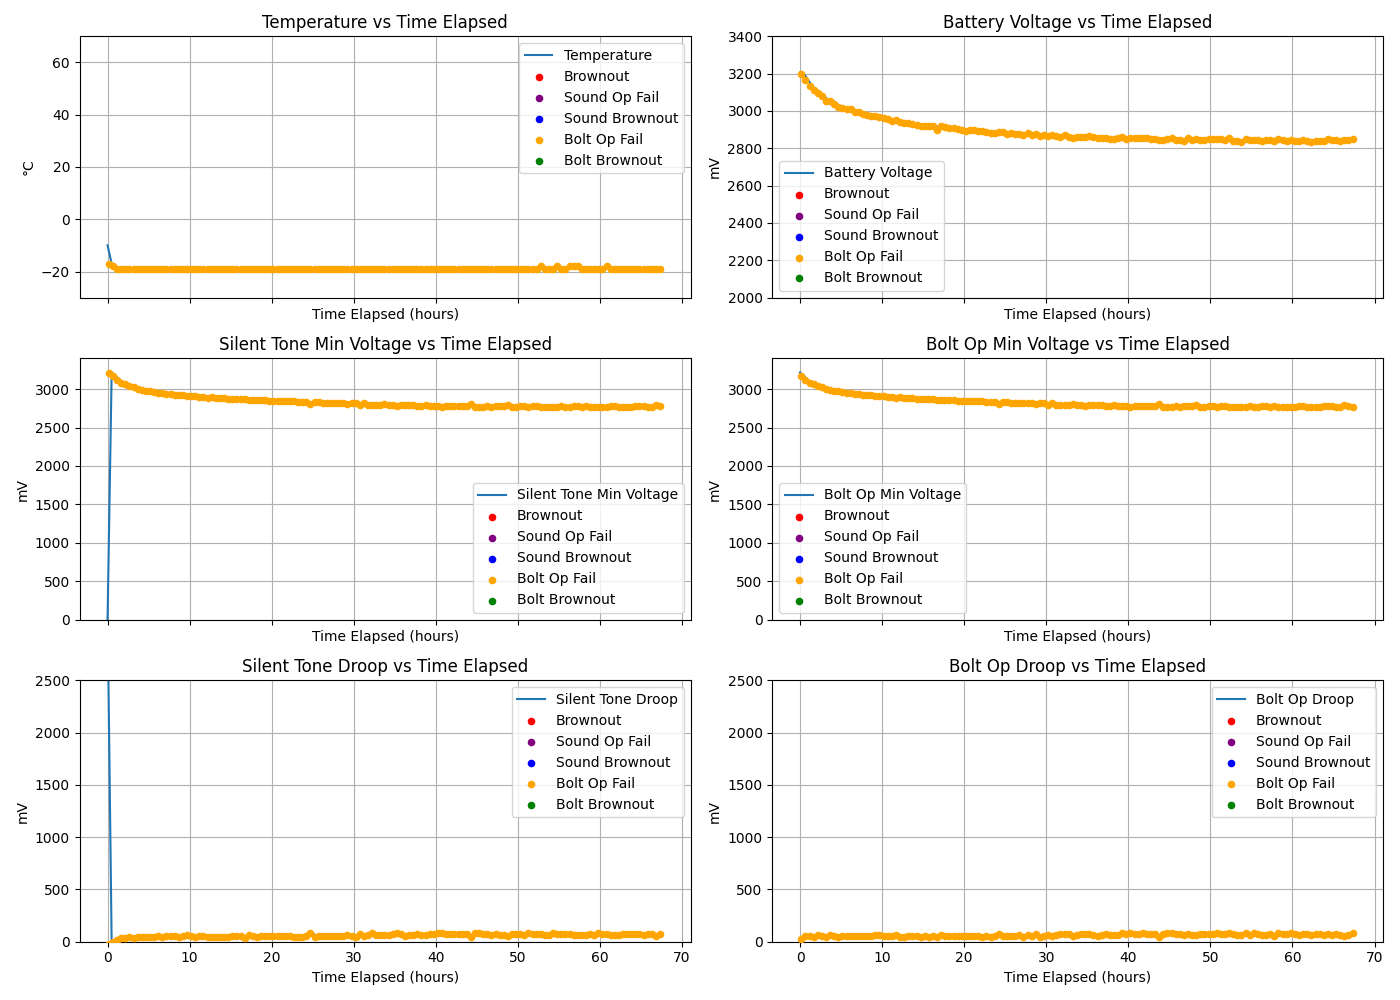 Temperature vs Time Elapsed
60
40
20
0
−20
°C
Temperature
Brownout
Sound Op Fail
Sound Brownout
Bolt Op Fail
Bolt Brownout
Time Elapsed (hours)
Battery Voltage vs Time Elapsed
3400
3200
3000
2800
2600
2400
2200
2000
mV
Battery Voltage
Brownout
Sound Op Fail
Sound Brownout
Bolt Op Fail
Bolt Brownout
Time Elapsed (hours)
Silent Tone Min Voltage vs Time Elapsed
3000
2500
2000
1500
1000
500
0
mV
Silent Tone Min Voltage
Brownout
Sound Op Fail
Sound Brownout
Bolt Op Fail
Bolt Brownout
Time Elapsed (hours)
Bolt Op Min Voltage vs Time Elapsed
3000
2500
2000
1500
1000
500
0
mV
Bolt Op Min Voltage
Brownout
Sound Op Fail
Sound Brownout
Bolt Op Fail
Bolt Brownout
Time Elapsed (hours)
Silent Tone Droop vs Time Elapsed
2500
2000
1500
1000
500
0
mV
Silent Tone Droop
Brownout
Sound Op Fail
Sound Brownout
Bolt Op Fail
Bolt Brownout
0 10 20 30 40 50 60 70
Time Elapsed (hours)
Bolt Op Droop vs Time Elapsed
2500
2000
1500
1000
500
0
mV
Bolt Op Droop
Brownout
Sound Op Fail
Sound Brownout
Bolt Op Fail
Bolt Brownout
0 10 20 30 40 50 60 70
Time Elapsed (hours)